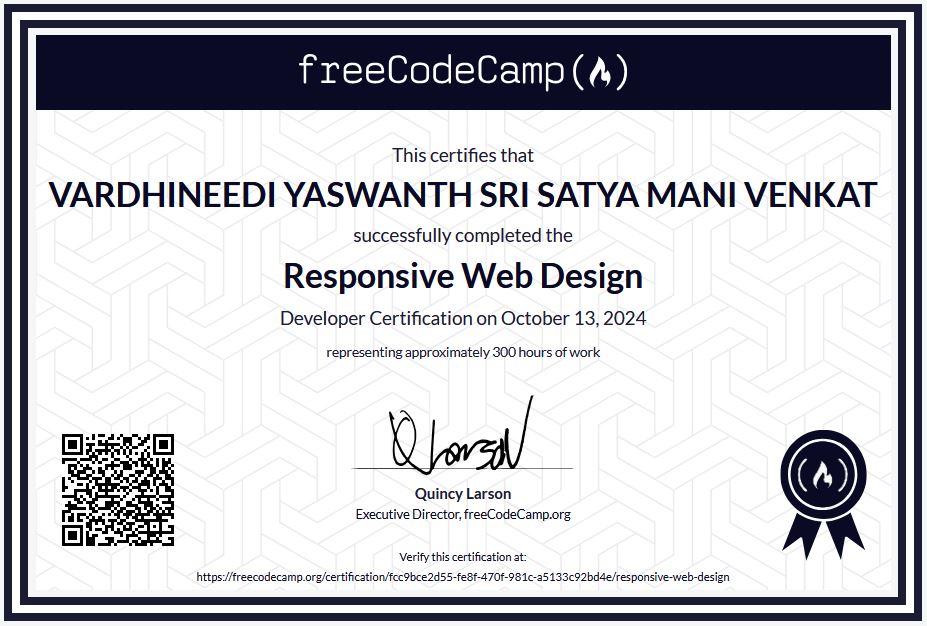 freeCodeCamp
This certifies that
VARDHINEEDI YASWANTH SRI SATYA MANI VENKAT
successfully completed the
Responsive Web Design
Developer Certification on October 13, 2024
representing approximately 300 hours of work
Q Larson
Quincy Larson
Executive Director, freeCodeCamp.org
Verify this certification at:
https://freecodecamp.org/certification/fcc9bce2d55-fe8f-470f-981c-a5133c92bd4e/responsive-web-design